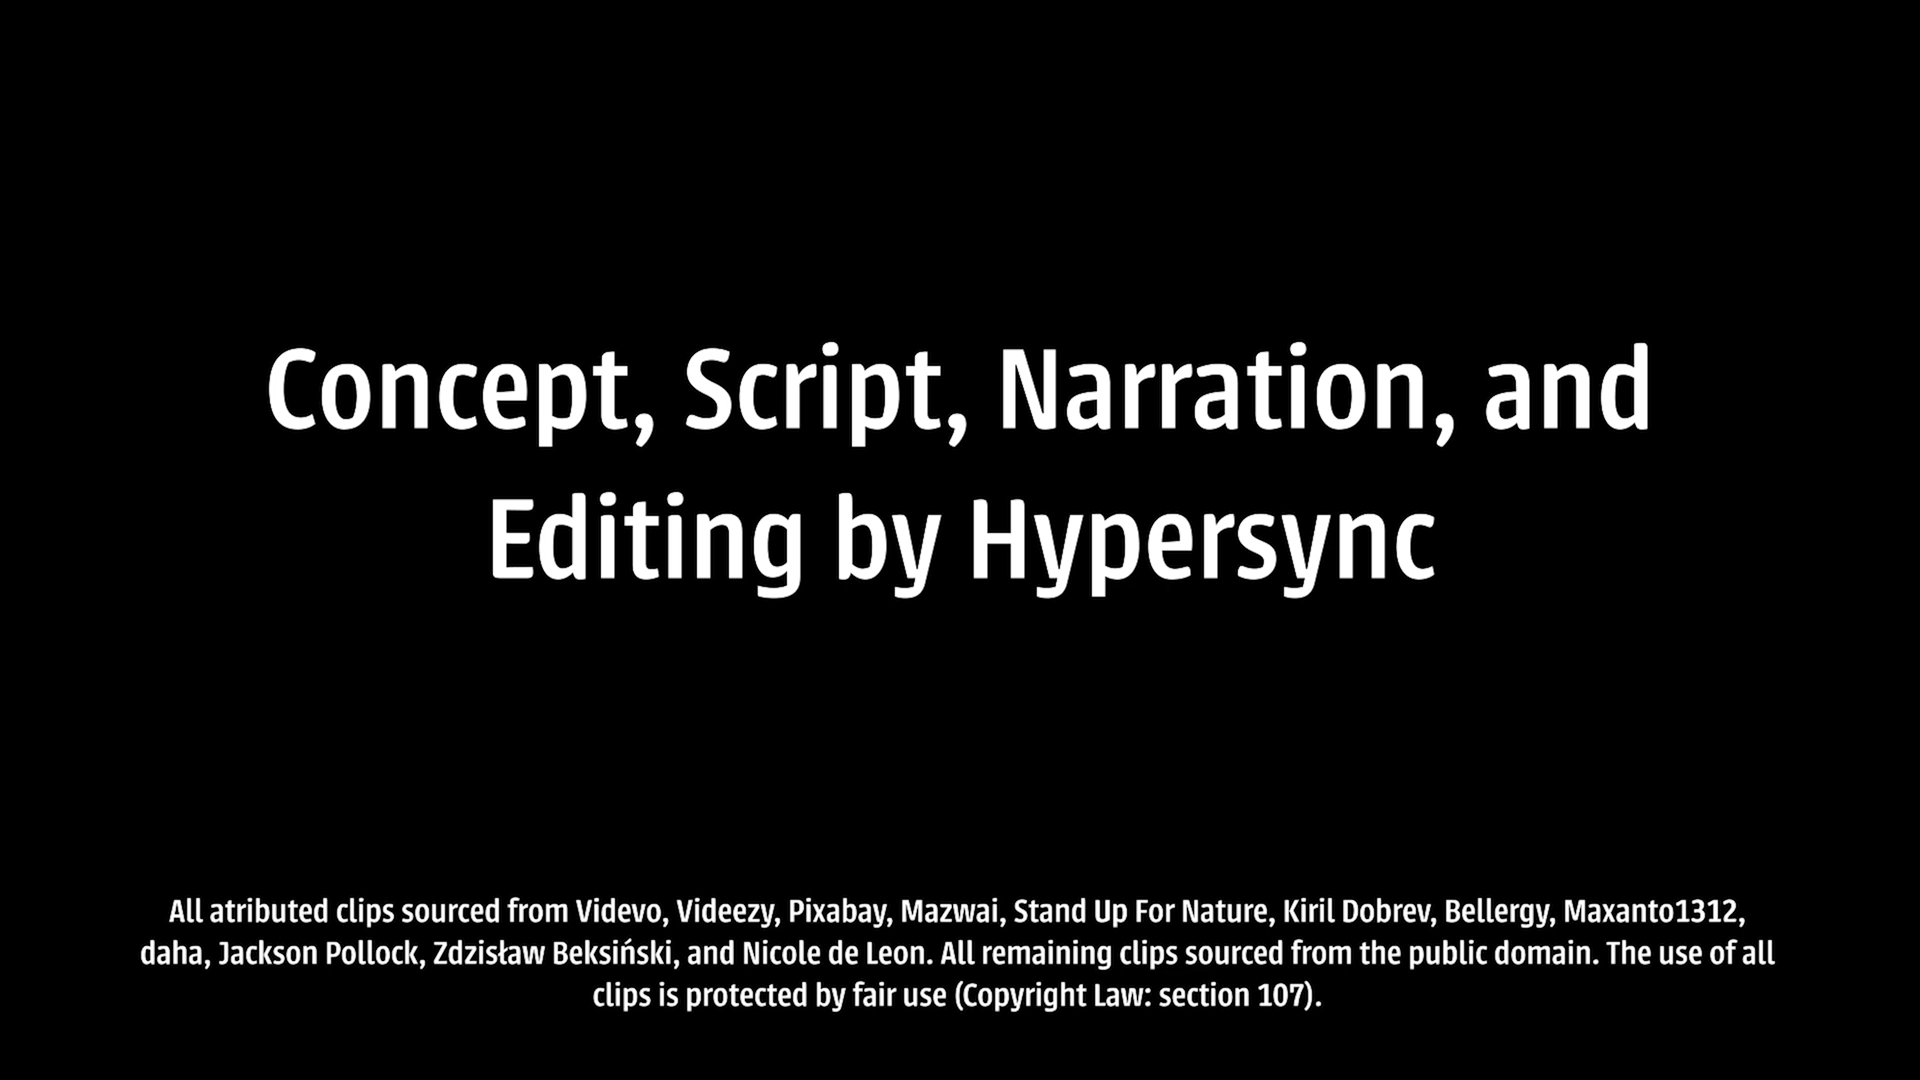 Concept, Script, Narration, and
Editing by Hypersync
All atributed clips sourced from Videvo, Videezy, Pixabay, Mazwai, Stand Up For Nature, Kiril Dobrev, Bellergy, Maxanto1312,
daha, Jackson Pollock, Zdzisław Beksiński, and Nicole de Leon. All remaining clips sourced from the public domain. The use of all
clips is protected by fair use (Copyright Law: section 107).